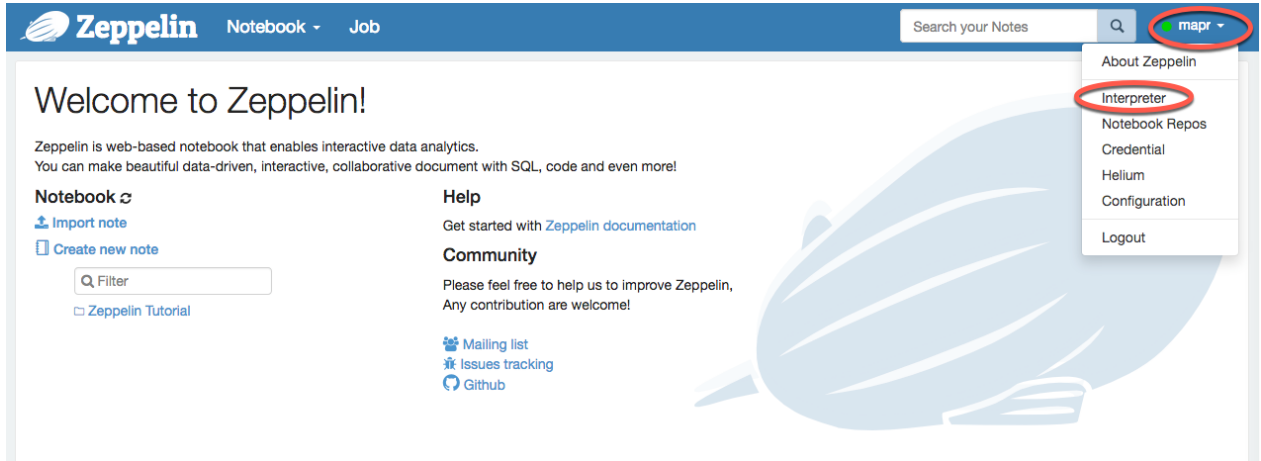 Zeppelin Notebook Job Search your Notes mapr
About Zeppelin
Interpreter
Notebook Repos
Credential
Helium
Configuration
Logout
Welcome to Zeppelin!
Zeppelin is web-based notebook that enables interactive data analytics.
You can make beautiful data-driven, interactive, collaborative document with SQL, code and even more!
Notebook
Import note
Create new note
Filter
Zeppelin Tutorial
Help
Get started with Zeppelin documentation
Community
Please feel free to help us to improve Zeppelin,
Any contribution are welcome!
Mailing list
Issues tracking
Github